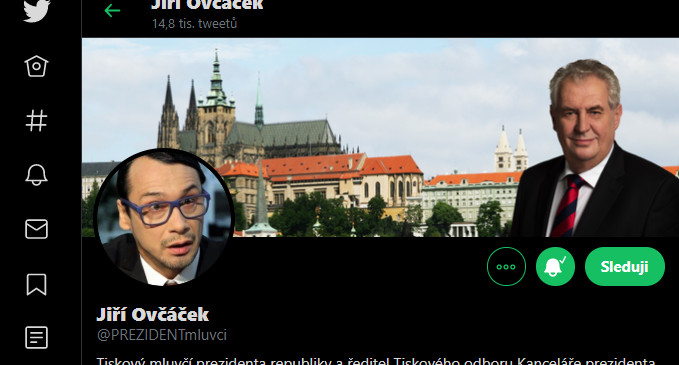 Jiří Ovčáček
14,8 tis. tweetů
Sleduji
Jiří Ovčáček
@PREZIDENTmluvci
Tiskový mluvčí prezidenta republiky a ředitel Tiskového odboru Kanceláře prezidenta